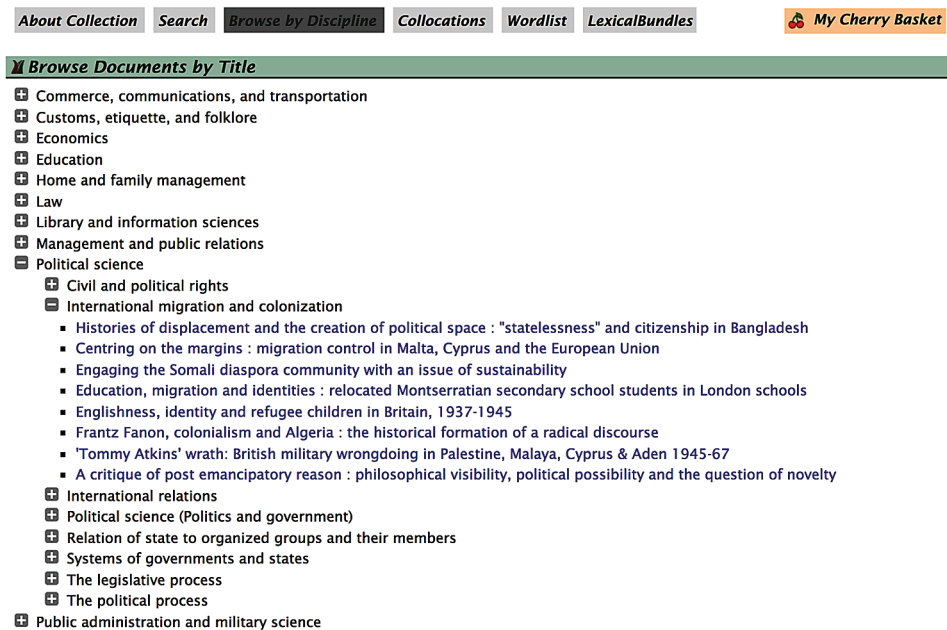 About Collection Search Browse by Discipline Collocations Wordlist LexicalBundles My Cherry Basket
Browse Documents by Title
Commerce, communications, and transportation
Customs, etiquette, and folklore
Economics
Education
Home and family management
Law
Library and information sciences
Management and public relations
Political science
Civil and political rights
International migration and colonization
Histories of displacement and the creation of political space : "statelessness" and citizenship in Bangladesh
Centring on the margins : migration control in Malta, Cyprus and the European Union
Engaging the Somali diaspora community with an issue of sustainability
Education, migration and identities : relocated Montserratian secondary school students in London schools
Englishness, identity and refugee children in Britain, 1937-1945
Frantz Fanon, colonialism and Algeria : the historical formation of a radical discourse
'Tommy Atkins' wrath: British military wrongdoing in Palestine, Malaya, Cyprus & Aden 1945-67
A critique of post emancipatory reason : philosophical visibility, political possibility and the question of novelty
International relations
Political science (Politics and government)
Relation of state to organized groups and their members
Systems of governments and states
The legislative process
The political process
Public administration and military science